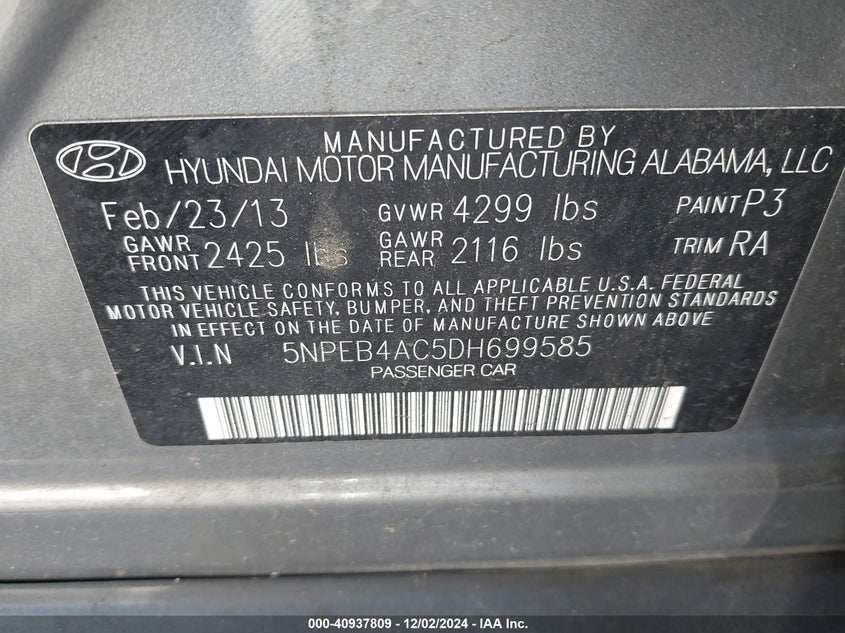 MANUFACTURED BY
HYUNDAI MOTOR MANUFACTURING ALABAMA, LLC
Feb/23/13 GVWR 4299 lbs PAINT P3
GAWR FRONT 2425 lbs GAWR REAR 2116 lbs TRIM RA
THIS VEHICLE CONFORMS TO ALL APPLICABLE U.S.A. FEDERAL
MOTOR VEHICLE SAFETY, BUMPER, AND THEFT PREVENTION STANDARDS
IN EFFECT ON THE DATE OF MANUFACTURE SHOWN ABOVE
V.I.N 5NPEB4AC5DH699585
PASSENGER CAR
000-40937809 - 12/02/2024 - IAA Inc.